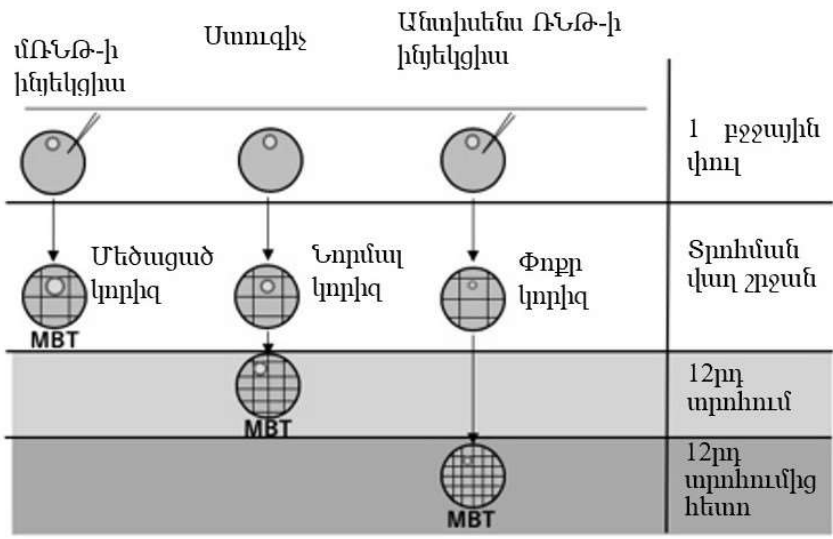 մՌՆԹ-ի
ինյեկցիա
Ստուգիչ
Անտիսենս ՌՆԹ-ի
ինյեկցիա
1 բջջային
փուլ
Մեծացած
կորիզ
Նորմալ
կորիզ
Փոքր
կորիզ
Տրոհման
վաղ շրջան
MBT
12րդ
տրոհում
MBT
12րդ
տրոհումից
հետո
MBT